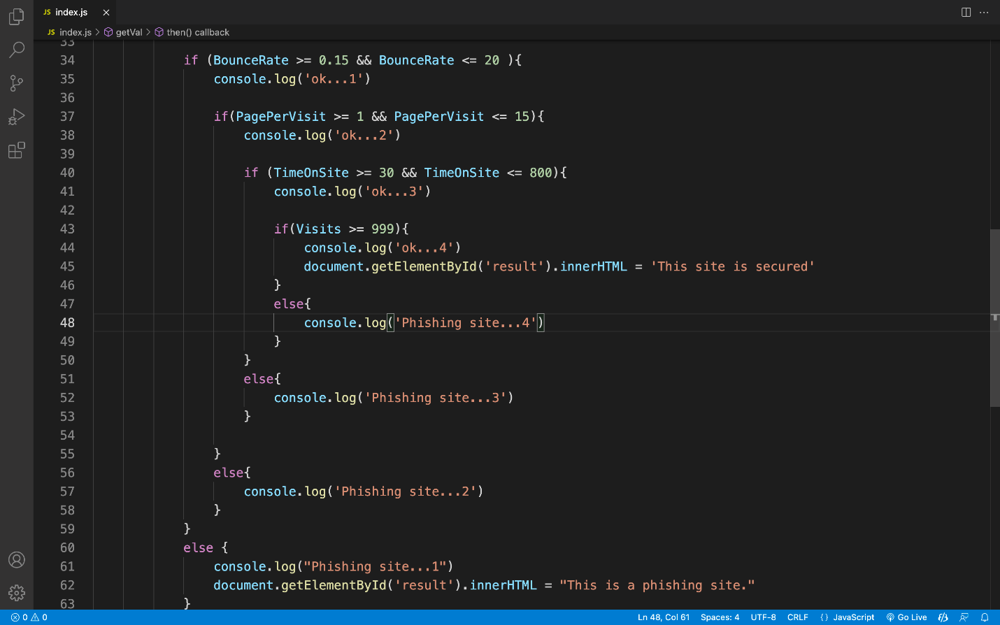 JS index.js ×
JS index.js > getVal > then() callback
33
34 if (BounceRate >= 0.15 && BounceRate <= 20 ){
35 console.log('ok...1')
36
37 if(PagePerVisit >= 1 && PagePerVisit <= 15){
38 console.log('ok...2')
39
40 if (TimeOnSite >= 30 && TimeOnSite <= 800){
41 console.log('ok...3')
42
43 if(Visits >= 999){
44 console.log('ok...4')
45 document.getElementById('result').innerHTML = 'This site is secured'
46 }
47 else{
48 console.log('Phishing site...4')
49 }
50 }
51 else{
52 console.log('Phishing site...3')
53 }
54
55 }
56 else{
57 console.log('Phishing site...2')
58 }
59 }
60 else {
61 console.log("Phishing site...1")
62 document.getElementById('result').innerHTML = "This is a phishing site."
63 }
0 0 Ln 48, Col 61 Spaces: 4 UTF-8 CRLF {} JavaScript Go Live